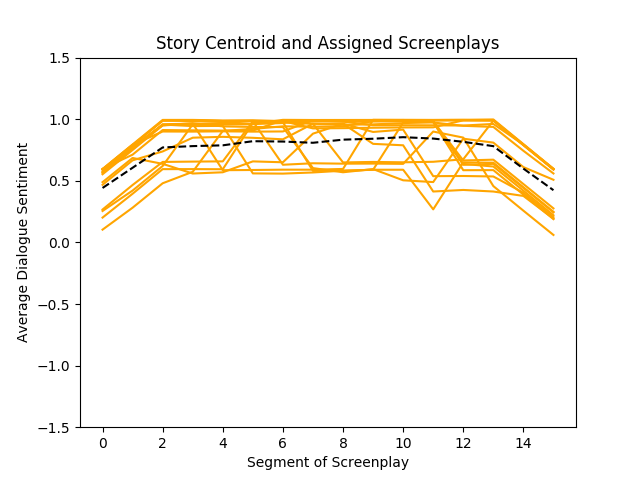 Story Centroid and Assigned Screenplays
1.5
1.0
0.5
0.0
−0.5
−1.0
−1.5
Average Dialogue Sentiment
0 2 4 6 8 10 12 14
Segment of Screenplay